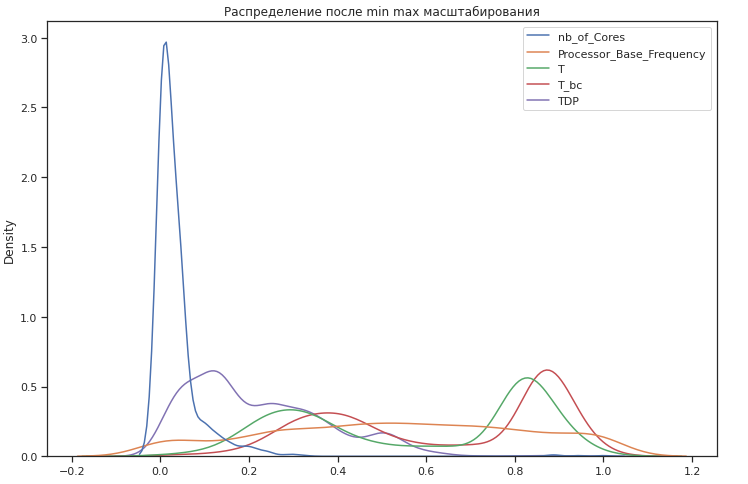 Распределение после min max масштабирования
nb_of_Cores
Processor_Base_Frequency
T
T_bc
TDP
Density
3.0
2.5
2.0
1.5
1.0
0.5
0.0
−0.2 0.0 0.2 0.4 0.6 0.8 1.0 1.2